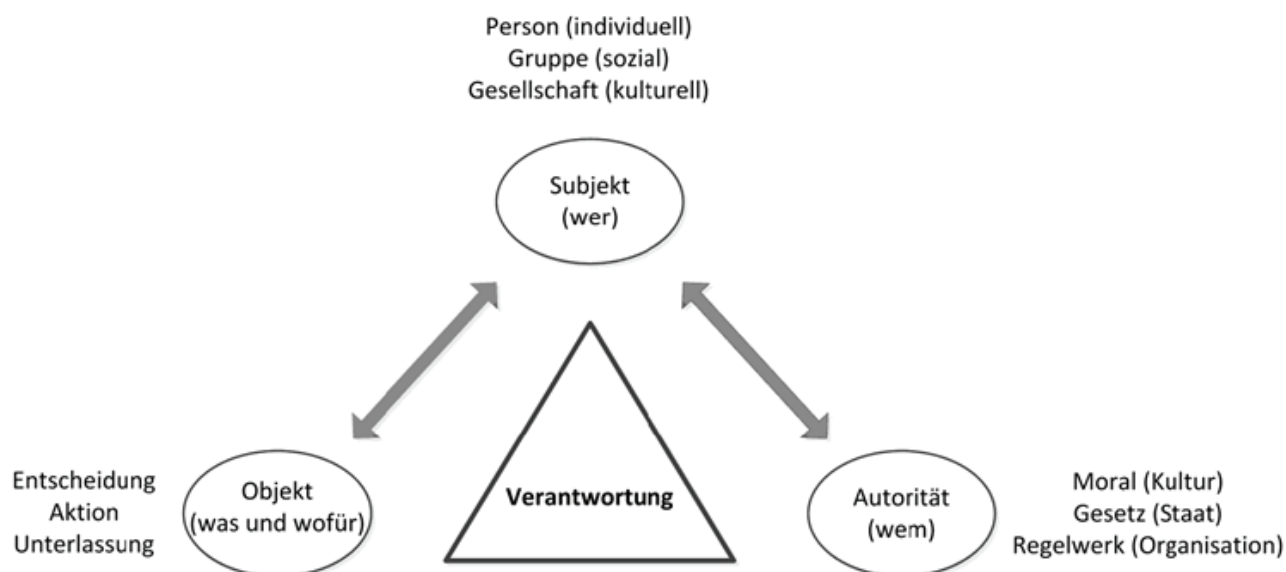 Person (individuell)
Gruppe (sozial)
Gesellschaft (kulturell)
Subjekt
(wer)
Entscheidung
Aktion
Unterlassung
Objekt
(was und wofür)
Verantwortung
Autorität
(wem)
Moral (Kultur)
Gesetz (Staat)
Regelwerk (Organisation)